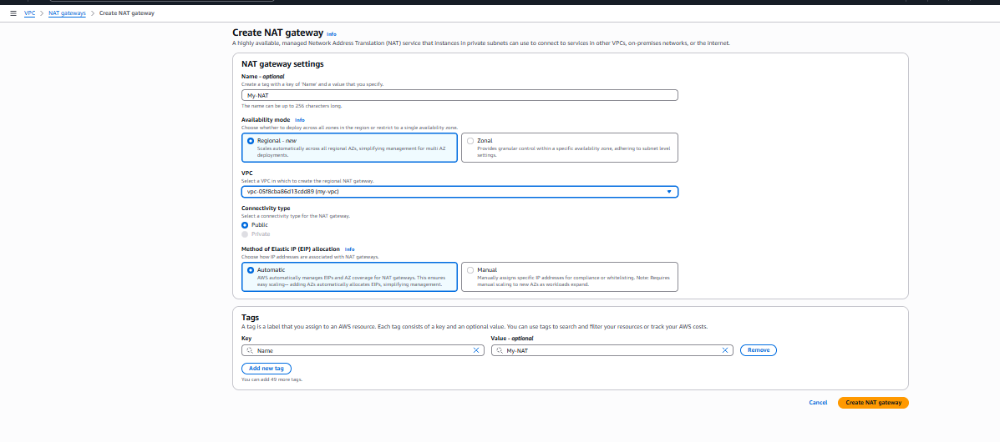 VPC > NAT gateways > Create NAT gateway
Create NAT gateway Info
A highly available, managed Network Address Translation (NAT) service that instances in private subnets can use to connect to services in other VPCs, on-premises networks, or the internet.
NAT gateway settings
Name - optional
Create a tag with a key of 'Name' and a value that you specify.
My-NAT
The name can be up to 256 characters long.
Availability mode Info
Choose whether to deploy across all zones in the region or restrict to a single availability zone.
Regional - new
Scales automatically across all regional AZs, simplifying management for multi AZ
deployments.
Zonal
Provides granular control within a specific availability zone, adhering to subnet level
settings.
VPC
Select a VPC in which to create the regional NAT gateway.
vpc-05f8cba86d13cdd89 (my-vpc)
Connectivity type
Select a connectivity type for the NAT gateway.
Public
Private
Method of Elastic IP (EIP) allocation Info
Choose how IP addresses are associated with NAT gateways.
Automatic
AWS automatically manages EIPs and AZ coverage for NAT gateways. This ensures
easy scaling-- adding AZs automatically allocates EIPs, simplifying management.
Manual
Manually assigns specific IP addresses for compliance or whitelisting. Note: Requires
manual scaling to new AZs as workloads expand.
Tags
A tag is a label that you assign to an AWS resource. Each tag consists of a key and an optional value. You can use tags to search and filter your resources or track your AWS costs.
Key Value - optional
Name My-NAT Remove
Add new tag
You can add 49 more tags.
Cancel Create NAT gateway